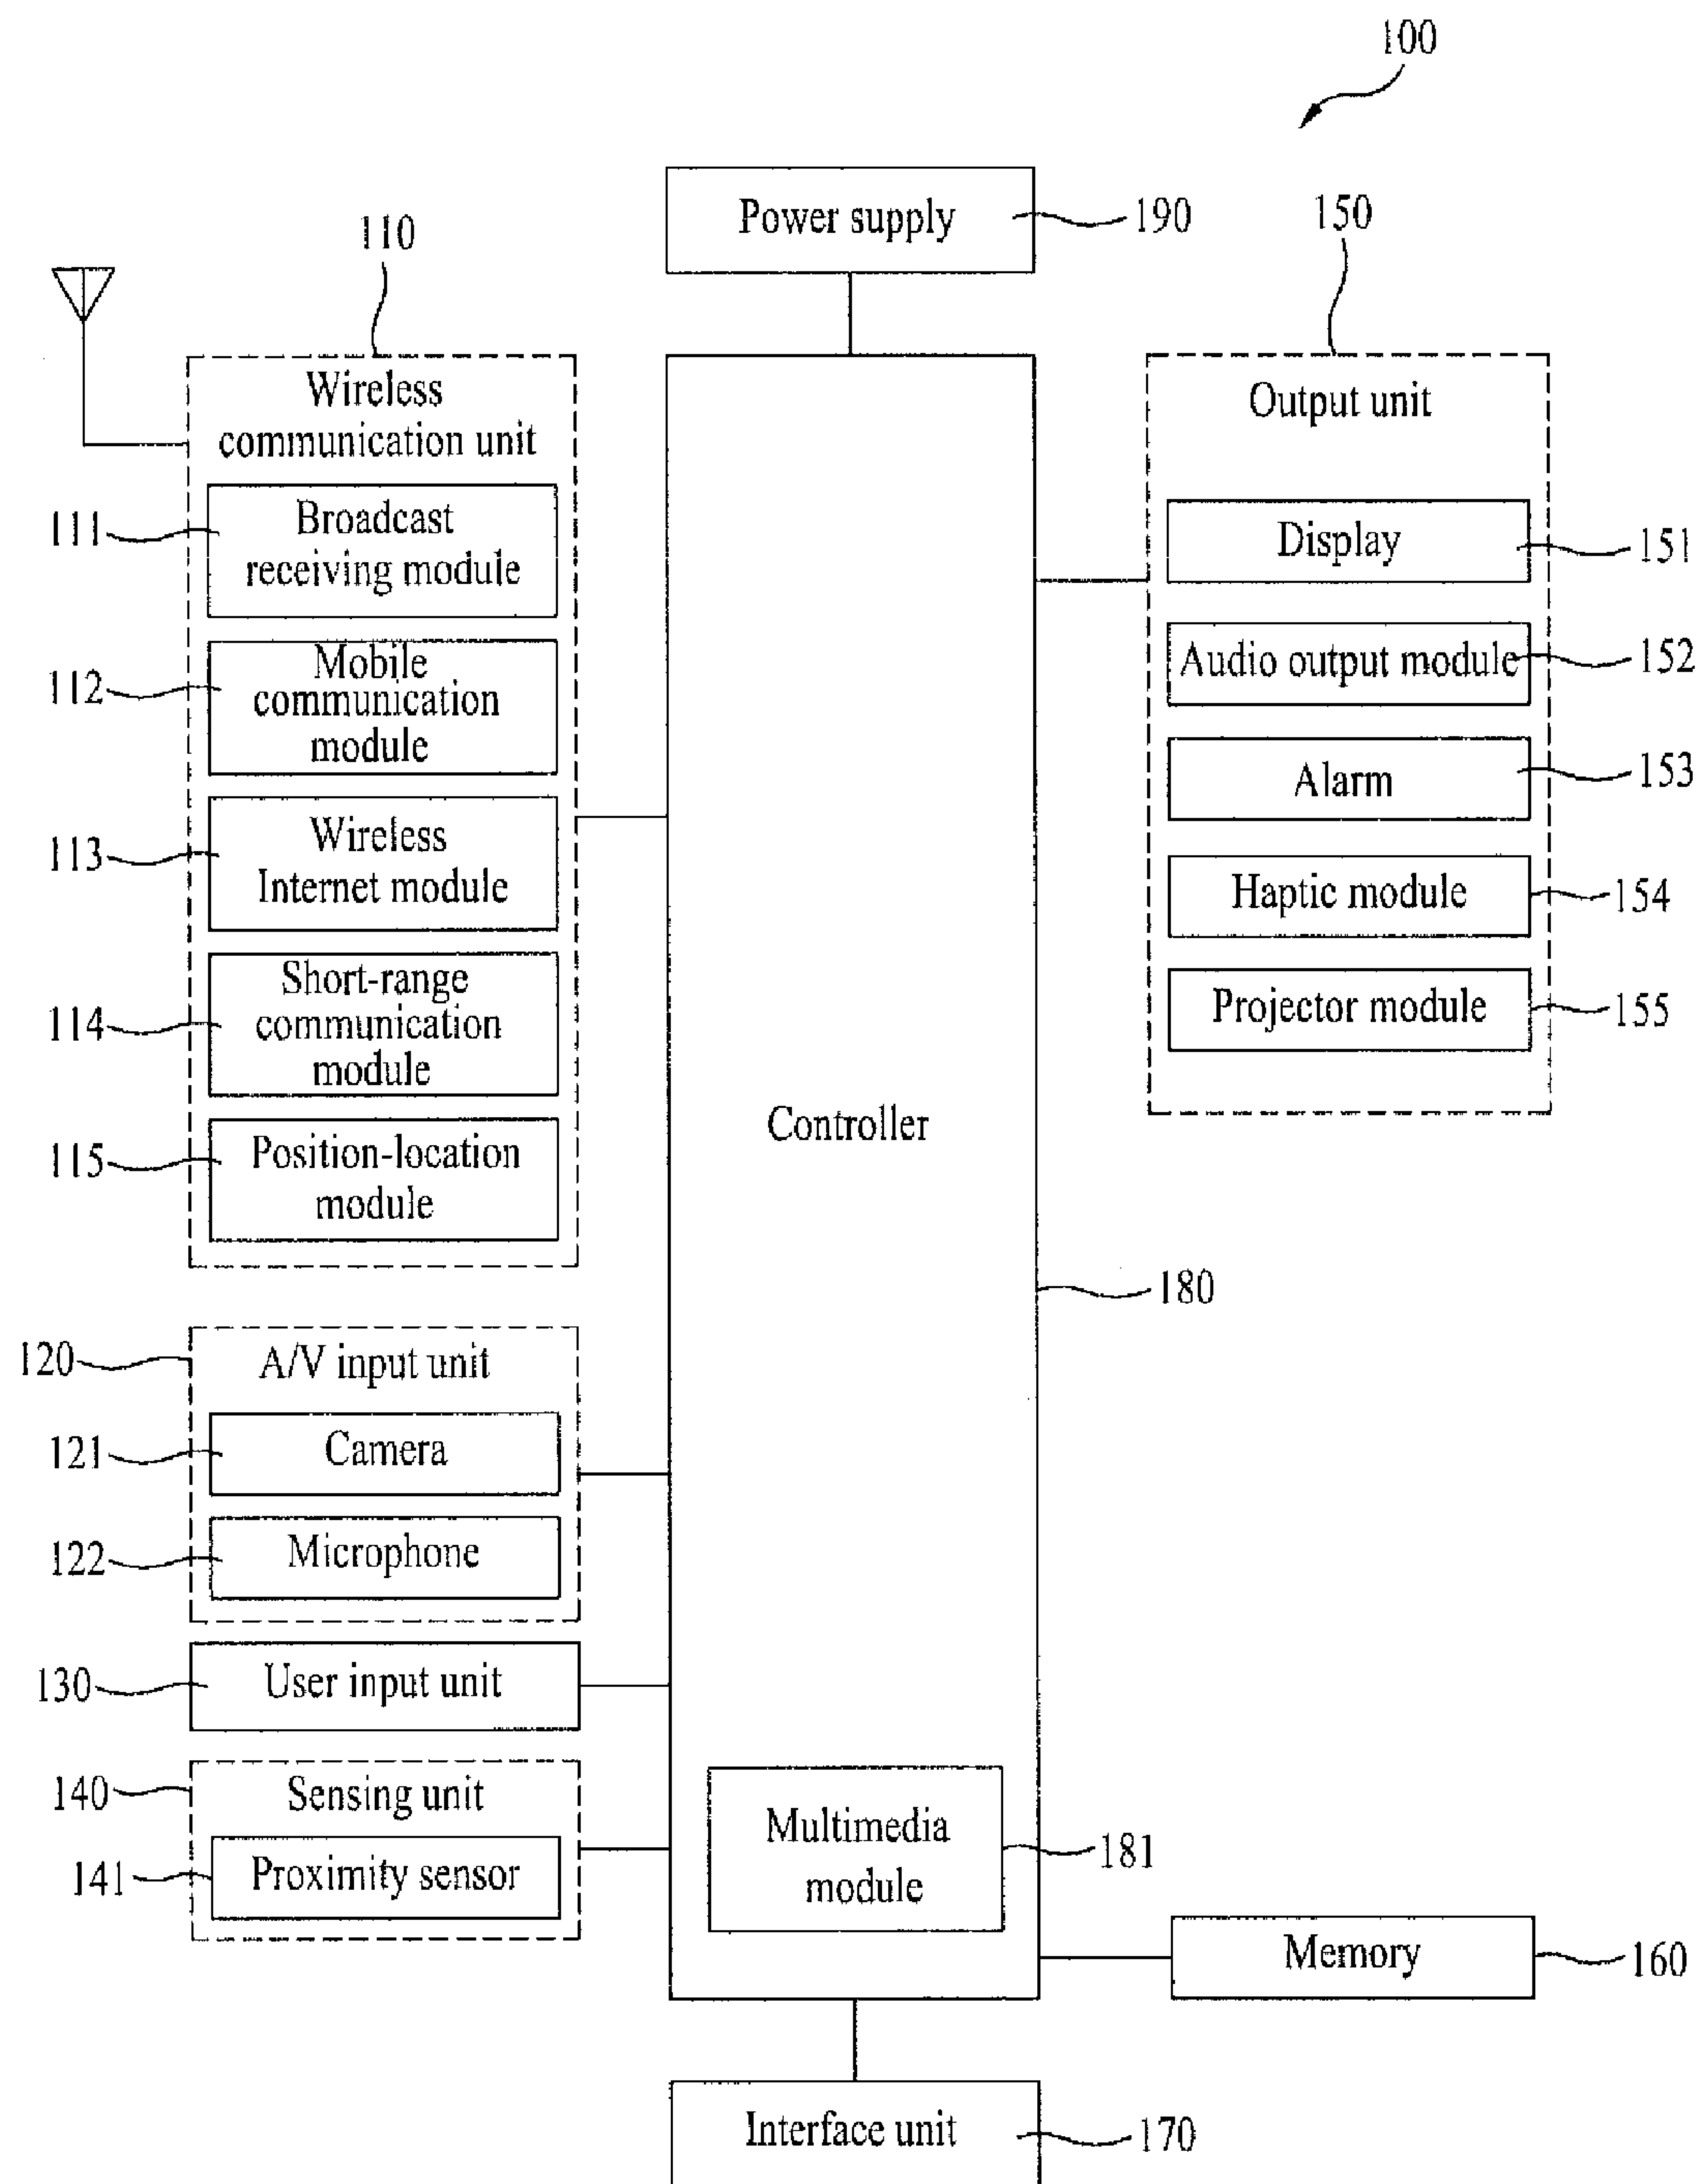 100
Power supply
190
110
Wireless
communication unit
111
Broadcast
receiving module
112
Mobile
communication
module
113
Wireless
Internet module
114
Short-range
communication
module
115
Position-location
module
120
A/V input unit
121
Camera
122
Microphone
130
User input unit
140
Sensing unit
141
Proximity sensor
Controller
180
Multimedia
module
181
150
Output unit
Display
151
Audio output module
152
Alarm
153
Haptic module
154
Projector module
155
Memory
160
Interface unit
170